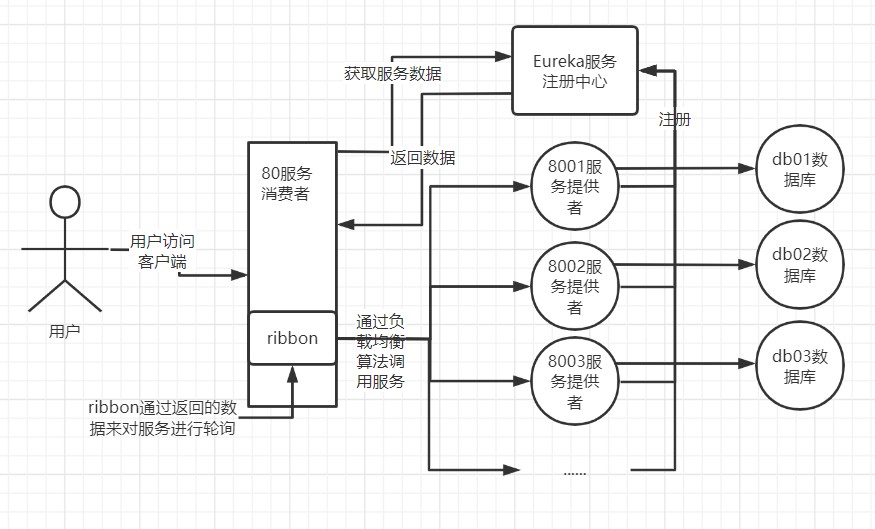 Eureka服务
注册中心
获取服务数据
注册
返回数据
80服务
消费者
8001服
务提供
者
db01数
据库
用户访问
客户端
8002服
务提供
者
db02数
据库
用户
ribbon
通过负
载均衡
算法调
用服务
8003服
务提供
者
db03数
据库
ribbon通过返回的数
据来对服务进行轮询
......